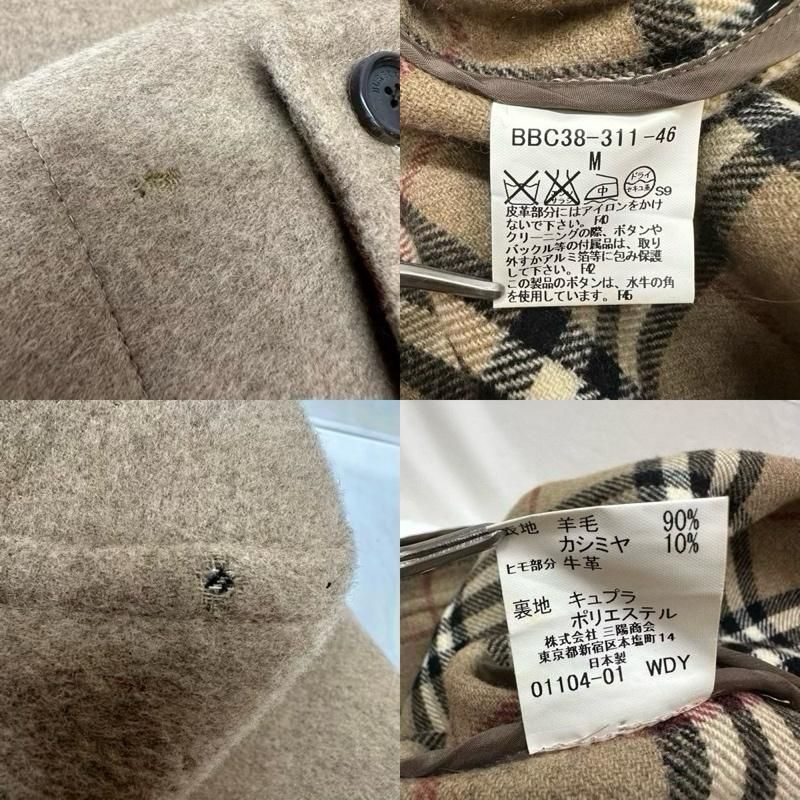 BBC38-311-46
M
ドライ
中
S9
皮革部分にはアイロンをかけ
ないで下さい。F40
クリーニングの際、ボタンや
バックル等の付属品は、取り
外すかアルミ箔等に包み保護
して下さい。F42
この製品のボタンは、水牛の角
を使用しています。F45
表地 羊毛 90%
カシミヤ 10%
ヒモ部分 牛革
裏地 キュプラ
ポリエステル
株式会社 三陽商会
東京都新宿区本塩町14
日本製
01104-01 WDY